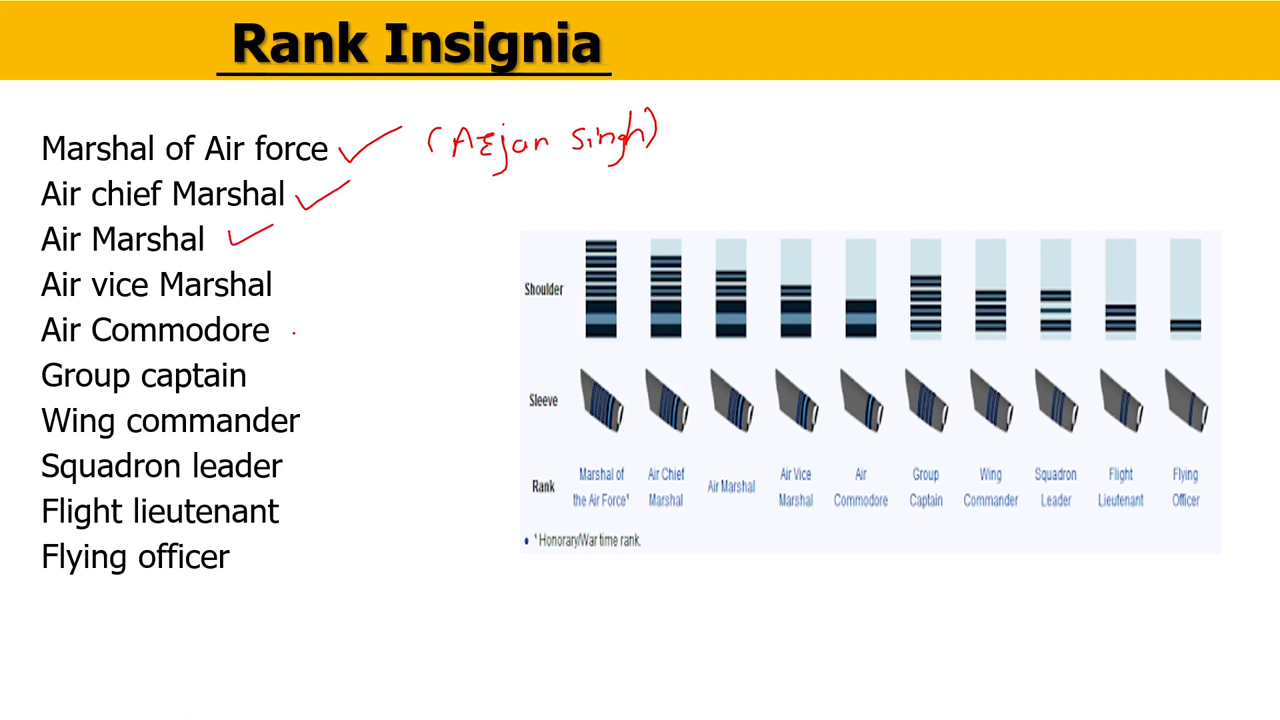 Rank Insignia
Marshal of Air force
(Arjan Singh)
Air chief Marshal
Air Marshal
Air vice Marshal
Air Commodore
Group captain
Wing commander
Squadron leader
Flight lieutenant
Flying officer
Shoulder
Sleeve
Rank
Marshal of the Air Force¹
Air Chief Marshal
Air Marshal
Air Vice Marshal
Air Commodore
Group Captain
Wing Commander
Squadron Leader
Flight Lieutenant
Flying Officer
• ¹ Honorary/War time rank.